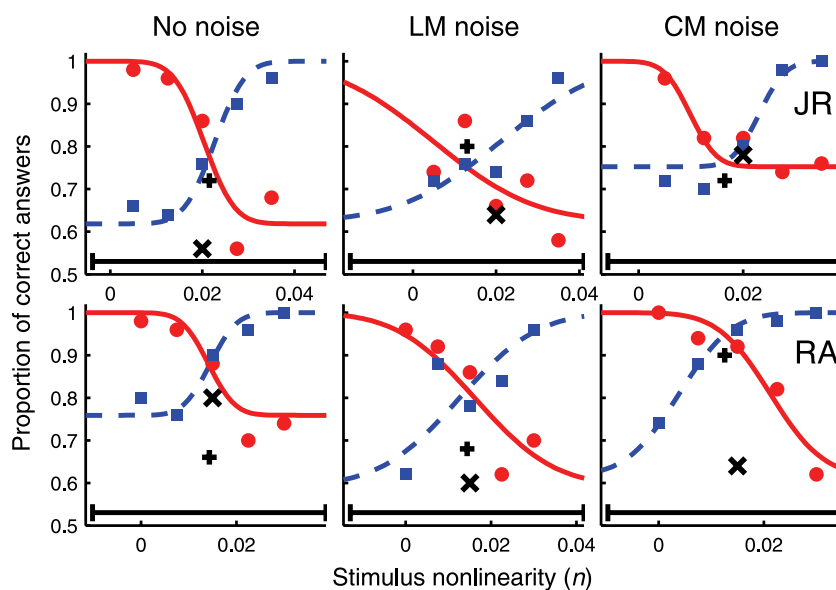 No noise LM noise CM noise
Proportion of correct answers
1
0.9
0.8
0.7
0.6
0.5
JR
0 0.02 0.04
0 0.02 0.04
0 0.02
1
0.9
0.8
0.7
0.6
0.5
RA
0 0.02
0 0.02 0.04
0 0.02
Stimulus nonlinearity (n)